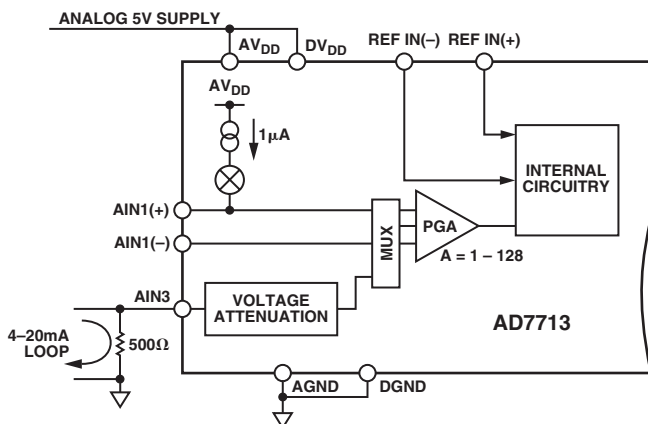 ANALOG 5V SUPPLY
AVDD
DVDD
REF IN(–)
REF IN(+)
AVDD
1µA
INTERNAL
CIRCUITRY
AIN1(+)
AIN1(–)
MUX
PGA
A = 1 – 128
AIN3
VOLTAGE
ATTENUATION
AD7713
4–20mA
LOOP
500Ω
AGND
DGND